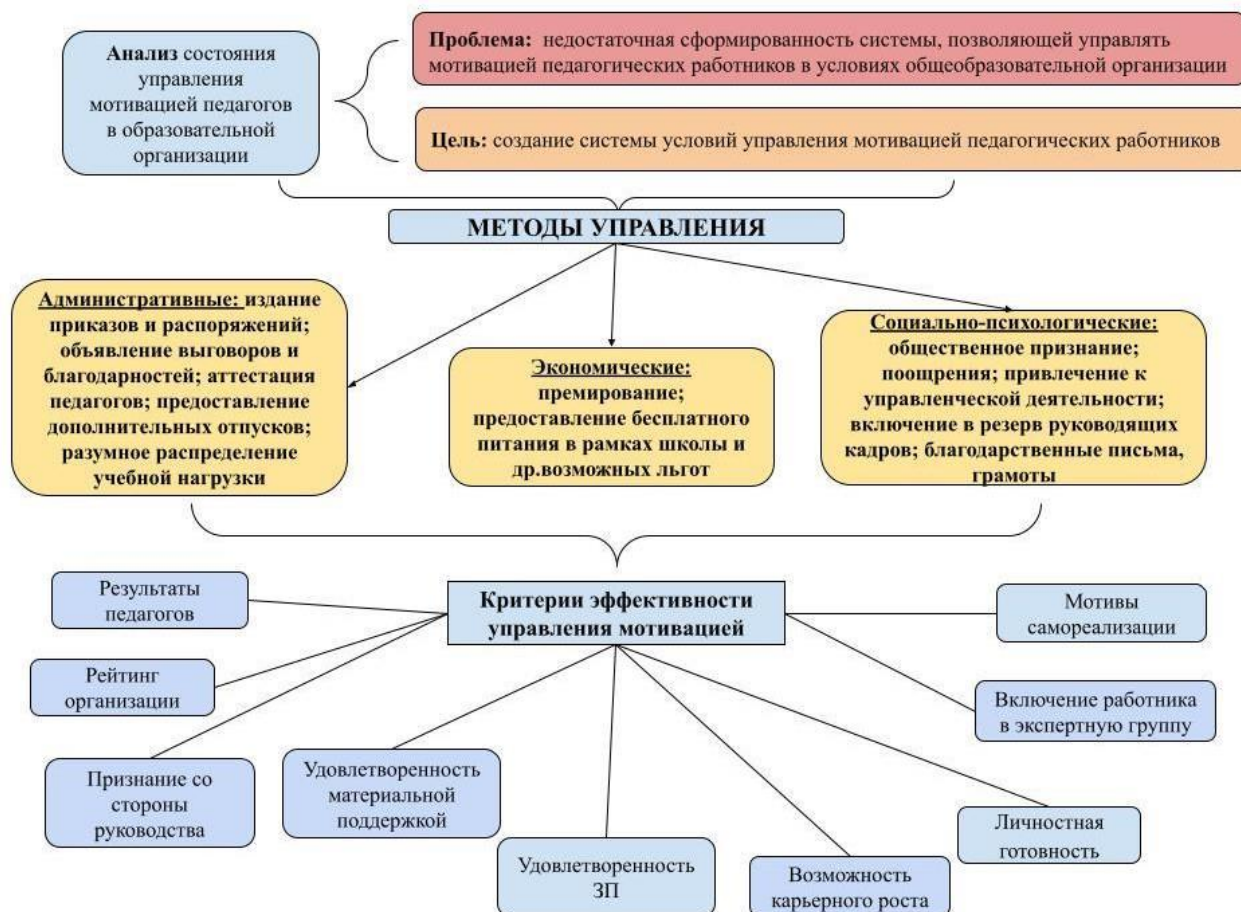 Анализ состояния
управления
мотивацией педагогов
в образовательной
организации
Проблема: недостаточная сформированность системы, позволяющей управлять
мотивацией педагогических работников в условиях общеобразовательной организации
Цель: создание системы условий управления мотивацией педагогических работников
МЕТОДЫ УПРАВЛЕНИЯ
Административные: издание
приказов и распоряжений;
объявление выговоров и
благодарностей; аттестация
педагогов; предоставление
дополнительных отпусков;
разумное распределение
учебной нагрузки
Экономические:
премирование;
предоставление бесплатного
питания в рамках школы и
др.возможных льгот
Социально-психологические:
общественное признание;
поощрения; привлечение к
управленческой деятельности;
включение в резерв руководящих
кадров; благодарственные письма,
грамоты
Критерии эффективности
управления мотивацией
Результаты
педагогов
Рейтинг
организации
Признание со
стороны
руководства
Удовлетворенность
материальной
поддержкой
Удовлетворенность
ЗП
Возможность
карьерного роста
Личностная
готовность
Включение работника
в экспертную группу
Мотивы
самореализации